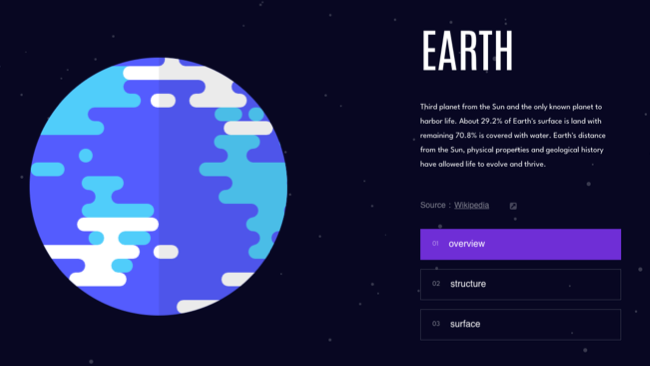 EARTH
Third planet from the Sun and the only known planet to
harbor life. About 29.2% of Earth's surface is land with
remaining 70.8% is covered with water. Earth's distance
from the Sun, physical properties and geological history
have allowed life to evolve and thrive.
Source : Wikipedia
01 overview
02 structure
03 surface